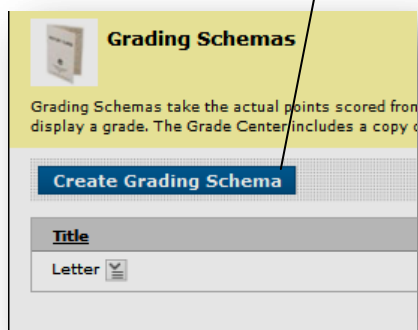 Grading Schemas
Grading Schemas take the actual points scored from
display a grade. The Grade Center includes a copy
Create Grading Schema
Title
Letter